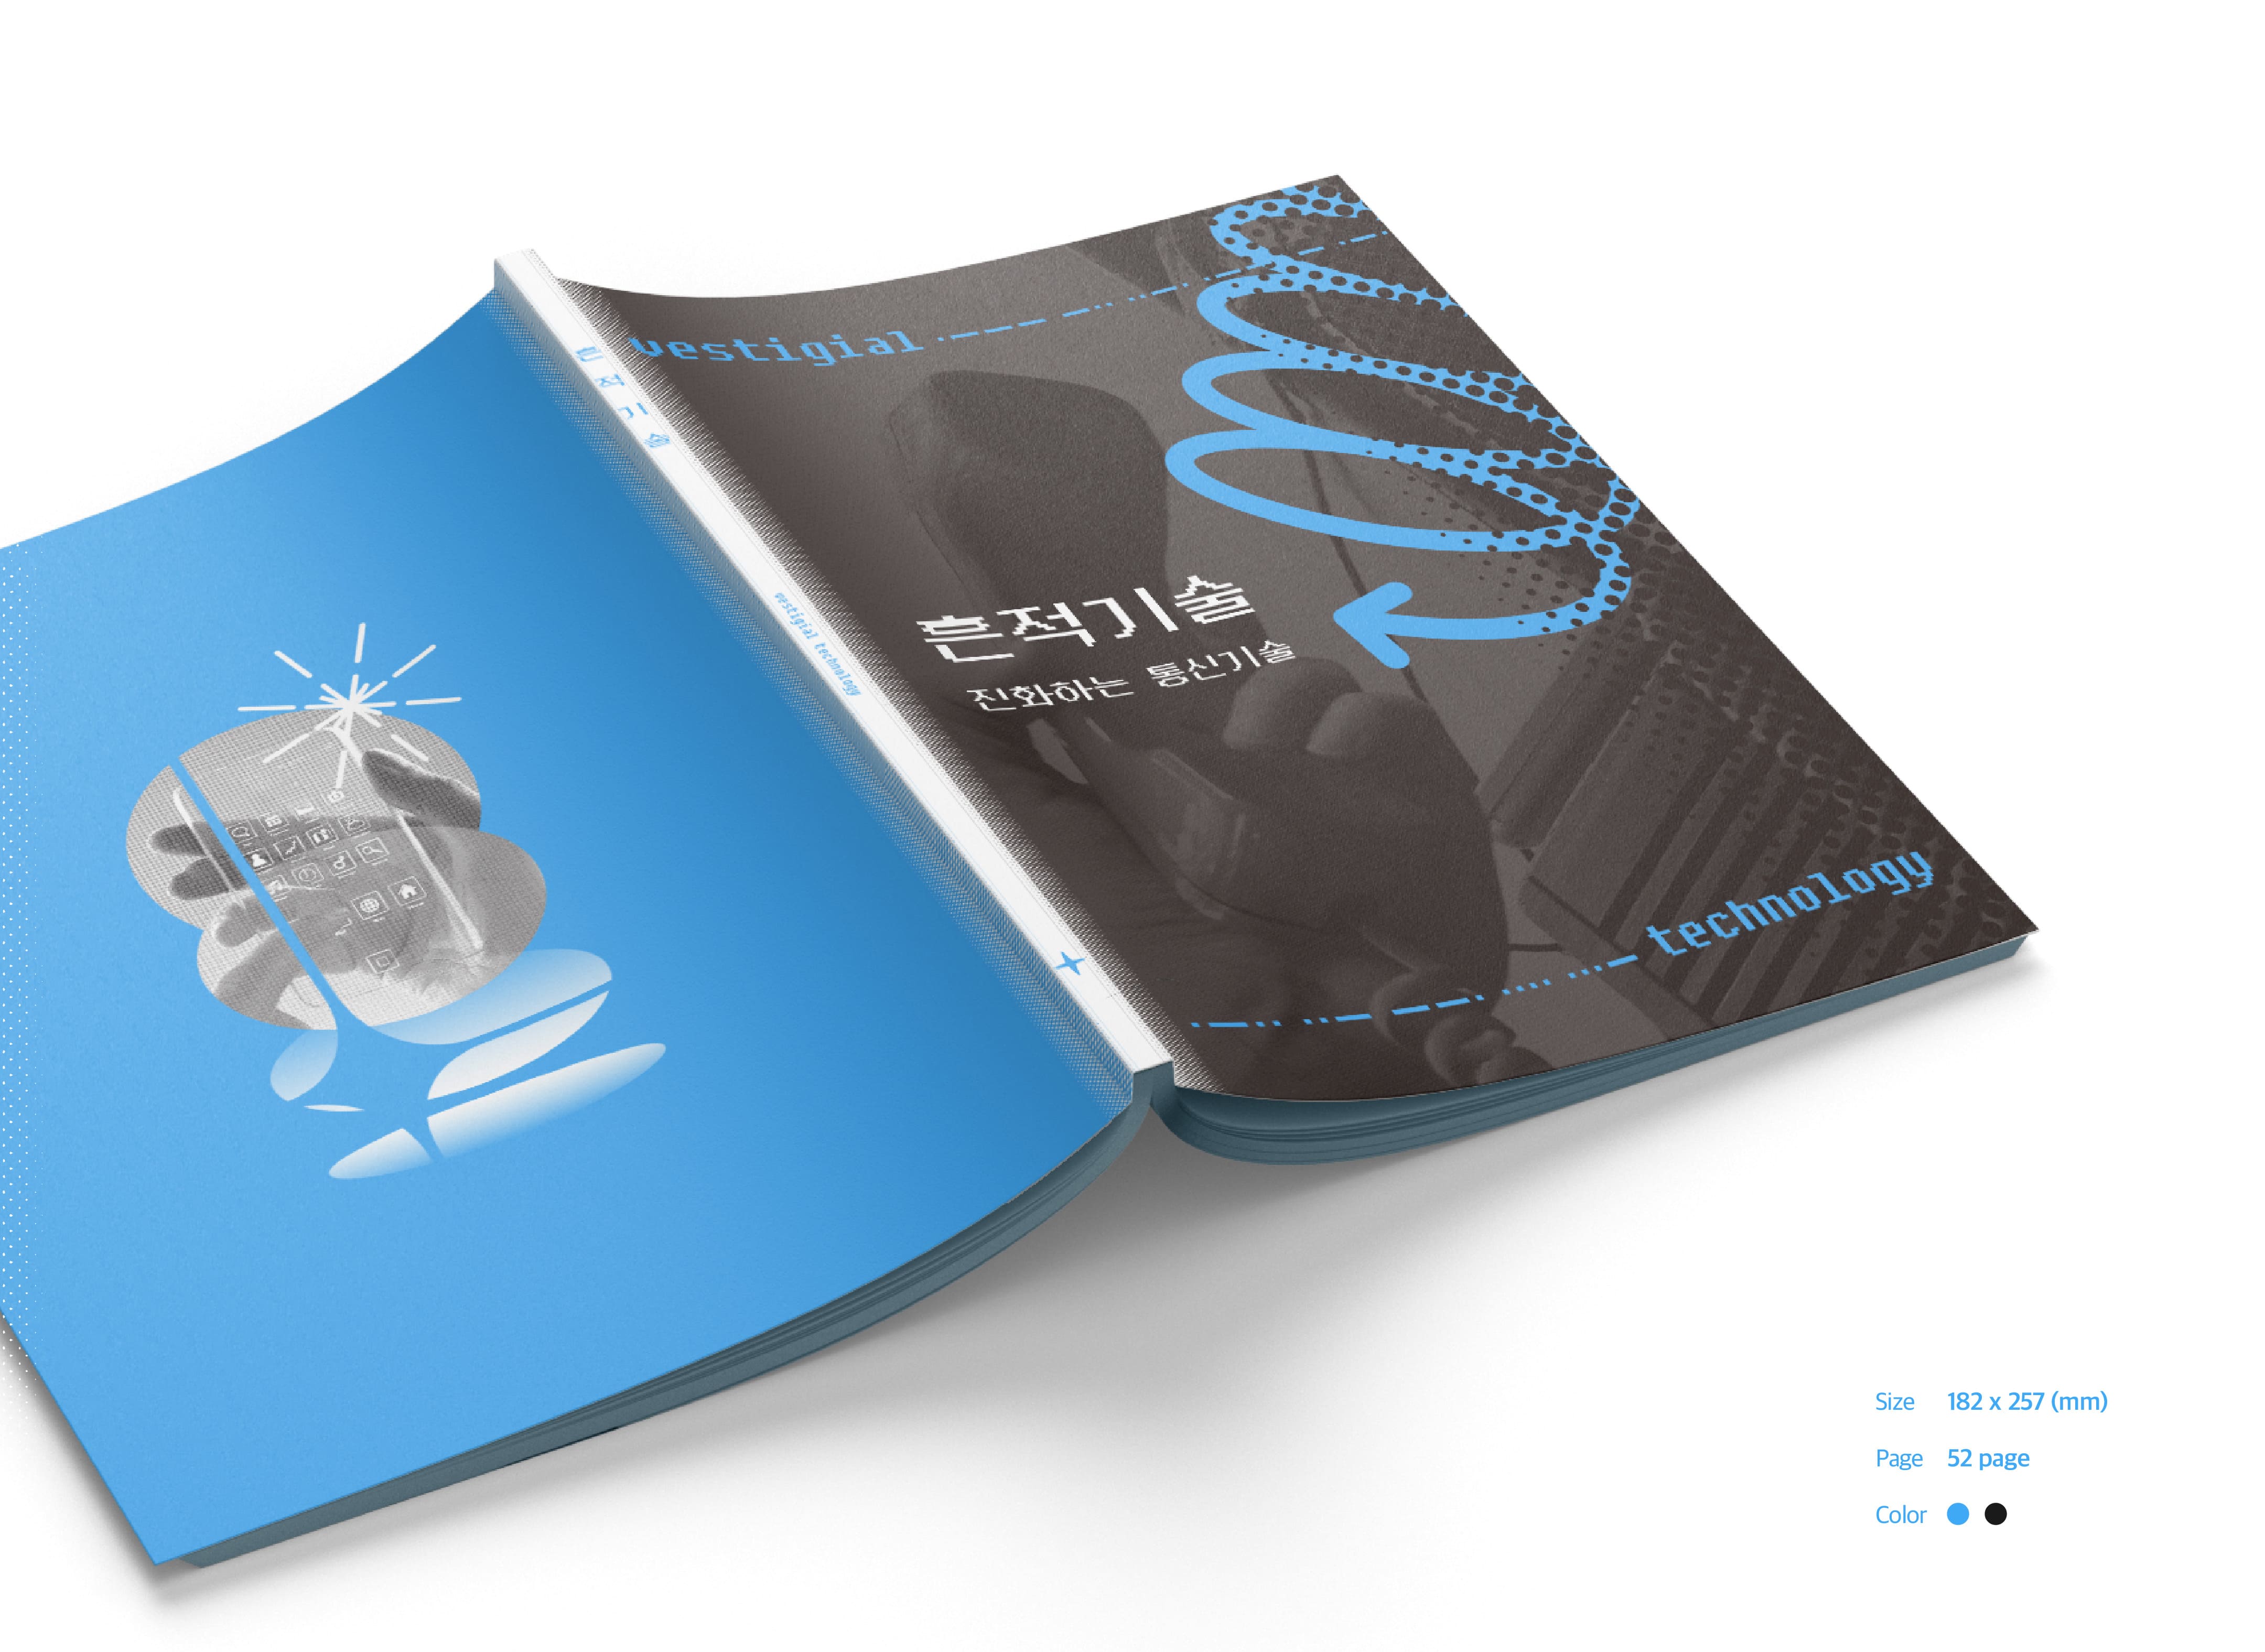 vestigial
흔적기술
진화하는 통신기술
technology
흔적기술
vestigial technology
Size 182 x 257 (mm)
Page 52 page
Color